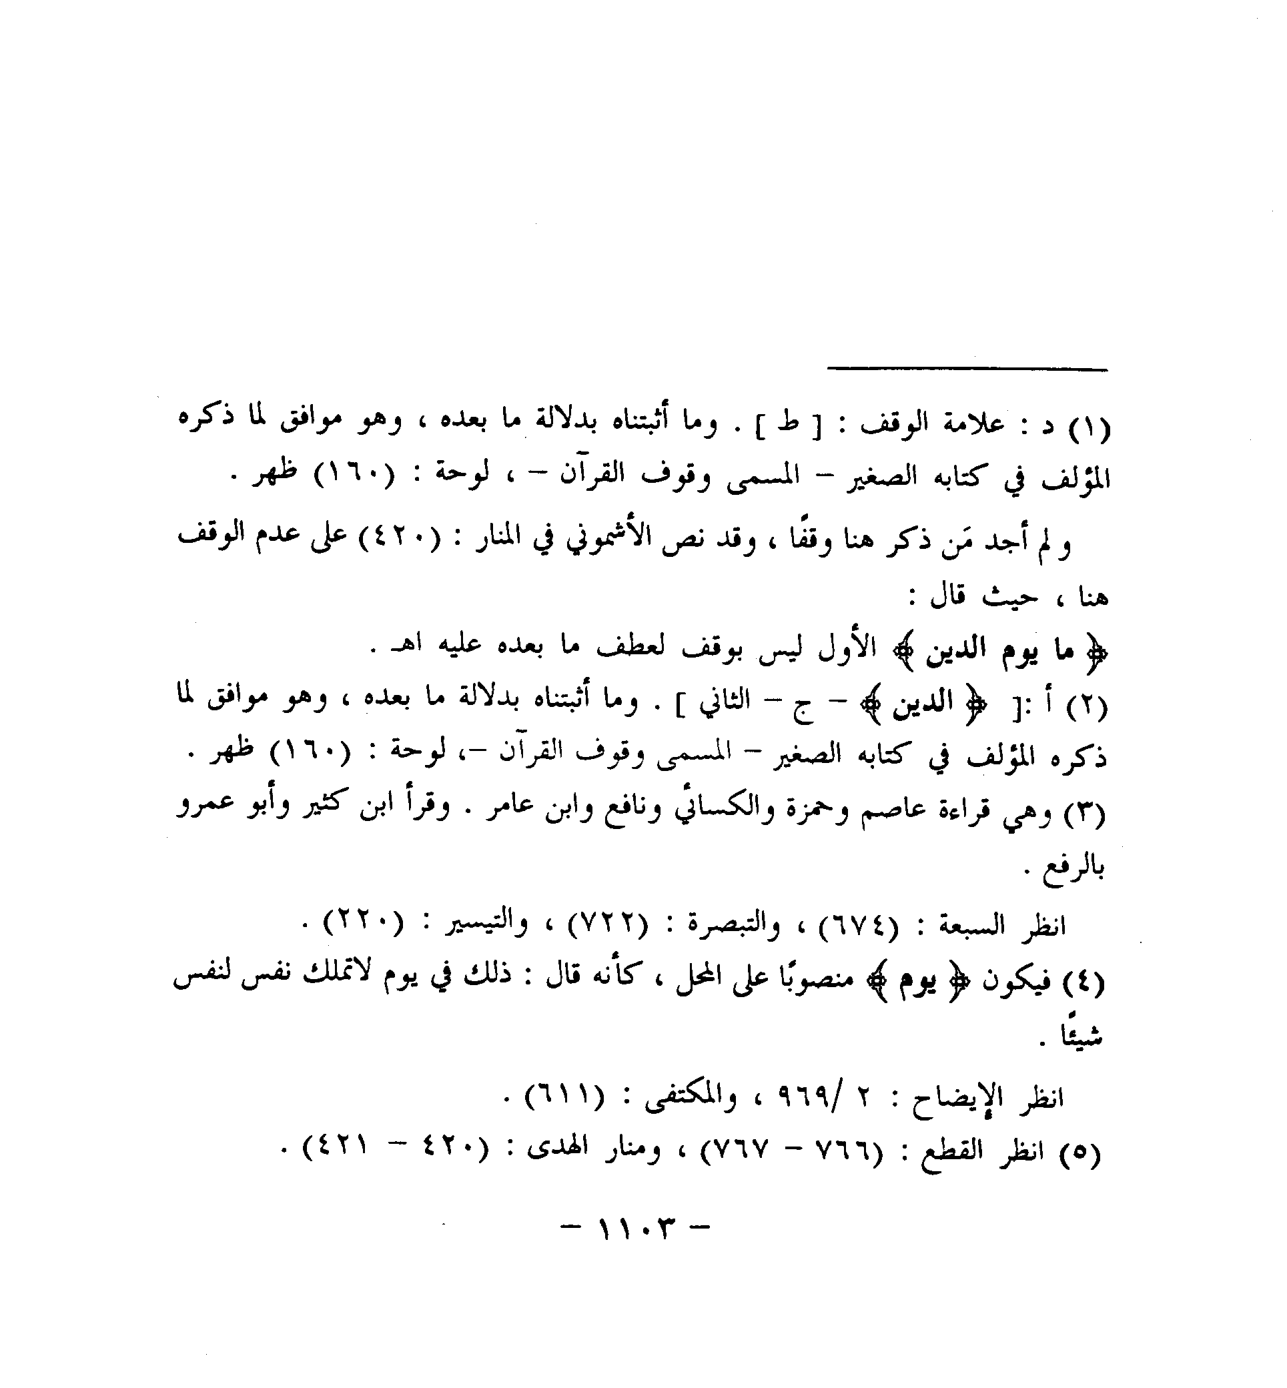 (١) د : علامة الوقف : [ ط ] . وما أثبتناه بدلالة ما بعده ، وهو موافق لما ذكره
المؤلف في كتابه الصغير – المسمى وقوف القرآن – ، لوحة : (١٦٠) ظهر .
و لم أجد مَن ذكر هنا وقفًا ، وقد نص الأشموني في المنار : (٤٢٠) على عدم الوقف
هنا ، حيث قال :
﴿ ما يوم الدين ﴾ الأول ليس بوقف لعطف ما بعده عليه اهـ .
(٢) أ :[ ﴿ الدين ﴾ – ج – الثاني ] . وما أثبتناه بدلالة ما بعده ، وهو موافق لما
ذكره المؤلف في كتابه الصغير – المسمى وقوف القرآن –، لوحة : (١٦٠) ظهر .
(٣) وهي قراءة عاصم وحمزة والكسائي ونافع وابن عامر . وقرأ ابن كثير وأبو عمرو
بالرفع .
انظر السبعة : (٦٧٤) ، والتبصرة : (٧٢٢) ، والتيسير : (٢٢٠) .
(٤) فيكون ﴿ يوم ﴾ منصوبًا على المحل ، كأنه قال : ذلك في يوم لاتملك نفس لنفس
شيئًا .
انظر الإيضاح : ٢ /٩٦٩ ، والمكتفى : (٦١١) .
(٥) انظر القطع : (٧٦٦ – ٧٦٧) ، ومنار الهدى : (٤٢٠ – ٤٢١) .
– ١١٠٣ –